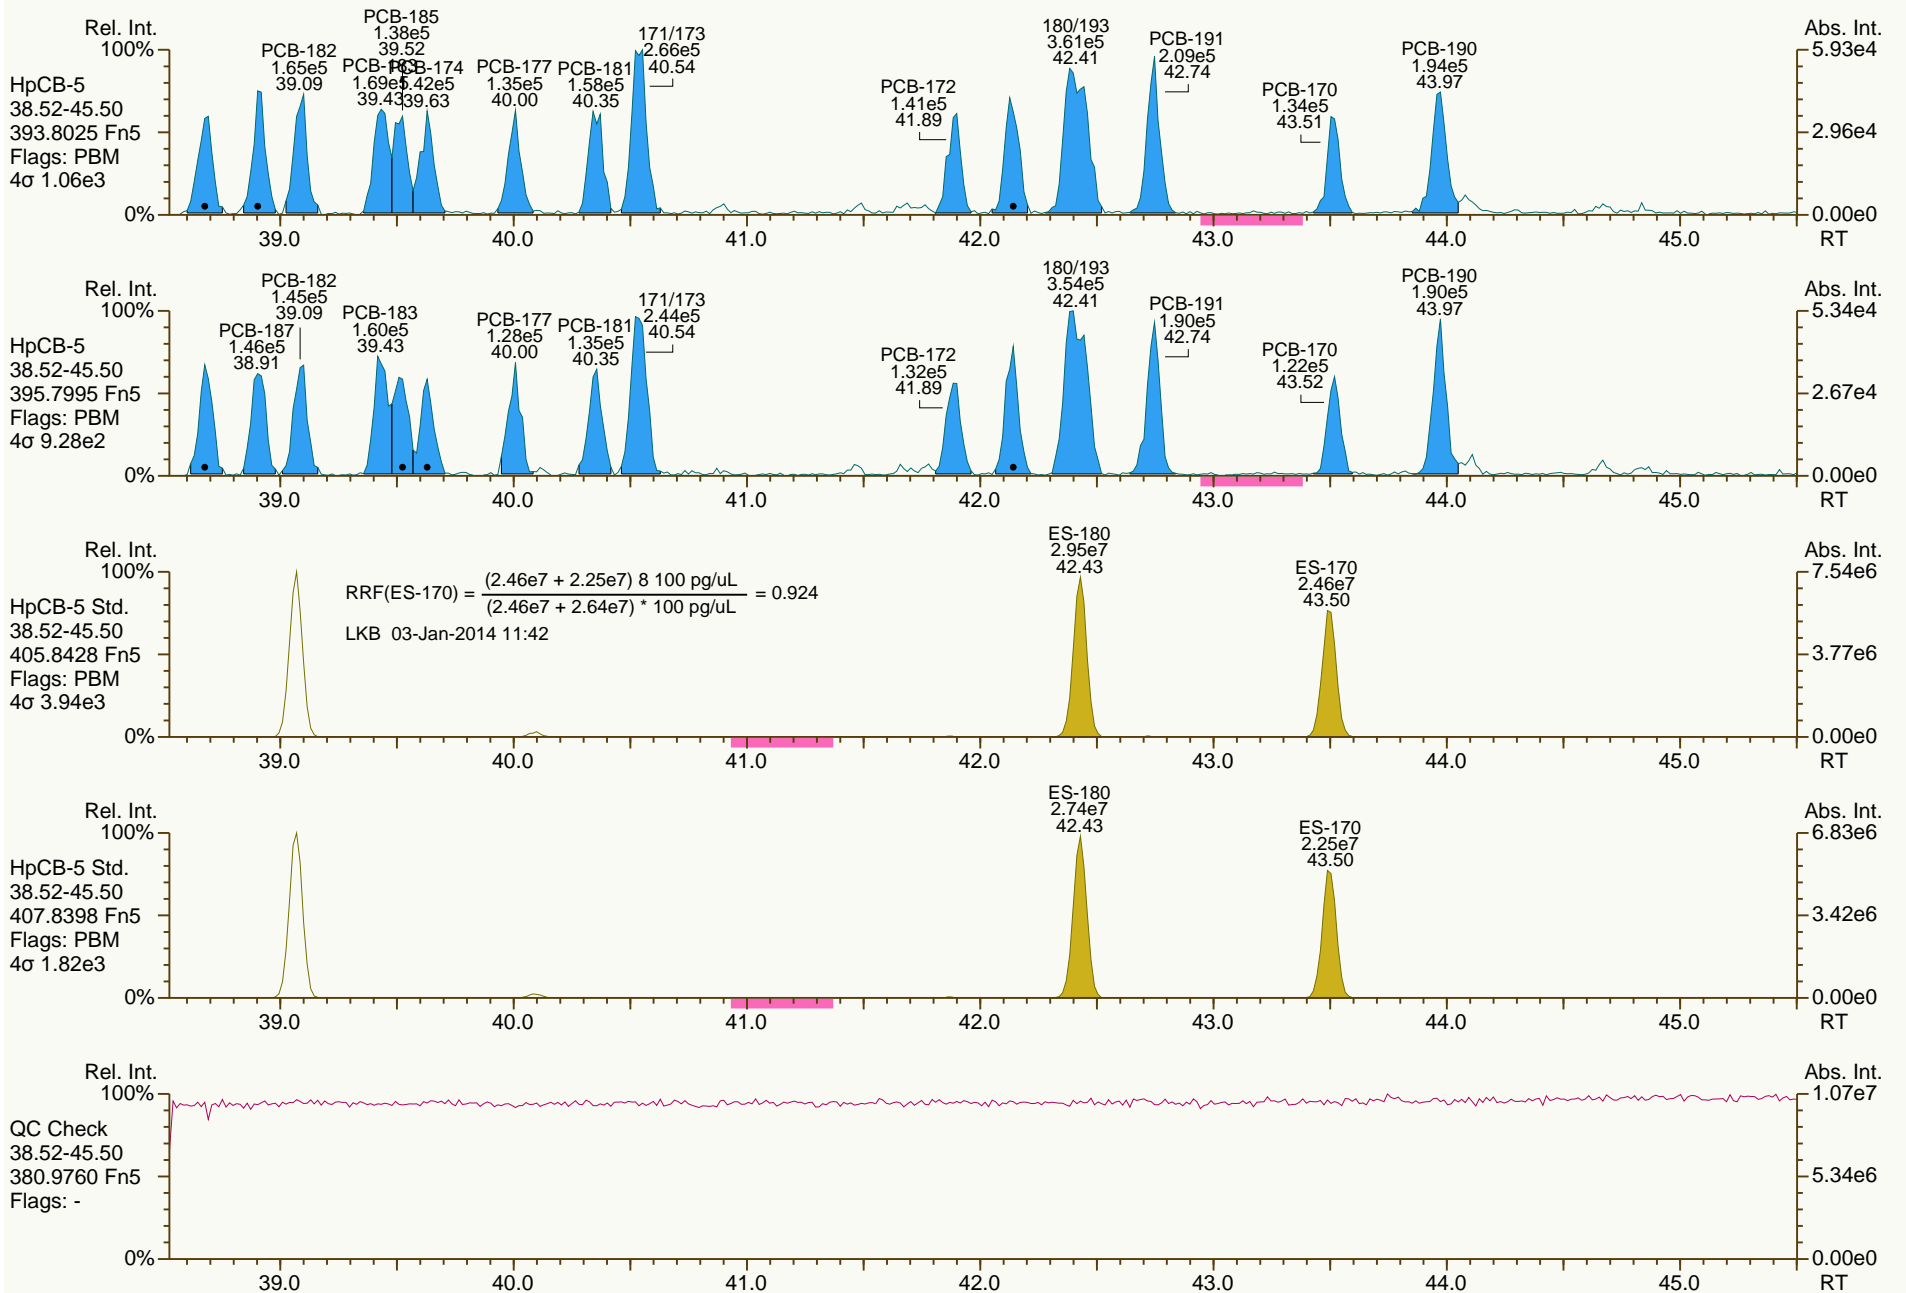 Rel. Int.
Abs. Int.
HpCB-5
38.52-45.50
393.8025 Fn5
Flags: PBM
4σ 1.06e3
100%
50%
0%
PCB-182
1.65e5
39.09
PCB-185
1.38e5
39.52
PCB-183
1.69e5
39.43
PCB-174
1.42e5
39.63
PCB-177
1.35e5
40.00
PCB-181
1.58e5
40.35
171/173
2.66e5
40.54
PCB-172
1.41e5
41.89
180/193
3.61e5
42.41
PCB-191
2.09e5
42.74
PCB-170
1.34e5
43.51
PCB-190
1.94e5
43.97
5.93e4
2.96e4
0.00e0
39.0 40.0 41.0 42.0 43.0 44.0 45.0 RT
Rel. Int.
Abs. Int.
HpCB-5
38.52-45.50
395.7995 Fn5
Flags: PBM
4σ 9.28e2
100%
50%
0%
PCB-187
1.46e5
38.91
PCB-182
1.45e5
39.09
PCB-183
1.60e5
39.43
PCB-177
1.28e5
40.00
PCB-181
1.35e5
40.35
171/173
2.44e5
40.54
PCB-172
1.32e5
41.89
180/193
3.54e5
42.41
PCB-191
1.90e5
42.74
PCB-170
1.22e5
43.52
PCB-190
1.90e5
43.97
5.34e4
2.67e4
0.00e0
39.0 40.0 41.0 42.0 43.0 44.0 45.0 RT
Rel. Int.
Abs. Int.
HpCB-5 Std.
38.52-45.50
405.8428 Fn5
Flags: PBM
4σ 3.94e3
100%
50%
0%
RRF(ES-170) = (2.46e7 + 2.25e7) 8 100 pg/uL
(2.46e7 + 2.64e7) * 100 pg/uL = 0.924
LKB 03-Jan-2014 11:42
ES-180
2.95e7
42.43
ES-170
2.46e7
43.50
7.54e6
3.77e6
0.00e0
39.0 40.0 41.0 42.0 43.0 44.0 45.0 RT
Rel. Int.
Abs. Int.
HpCB-5 Std.
38.52-45.50
407.8398 Fn5
Flags: PBM
4σ 1.82e3
100%
50%
0%
ES-180
2.74e7
42.43
ES-170
2.25e7
43.50
6.83e6
3.42e6
0.00e0
39.0 40.0 41.0 42.0 43.0 44.0 45.0 RT
Rel. Int.
Abs. Int.
QC Check
38.52-45.50
380.9760 Fn5
Flags: -
100%
50%
0%
1.07e7
5.34e6
0.00e0
39.0 40.0 41.0 42.0 43.0 44.0 45.0 RT